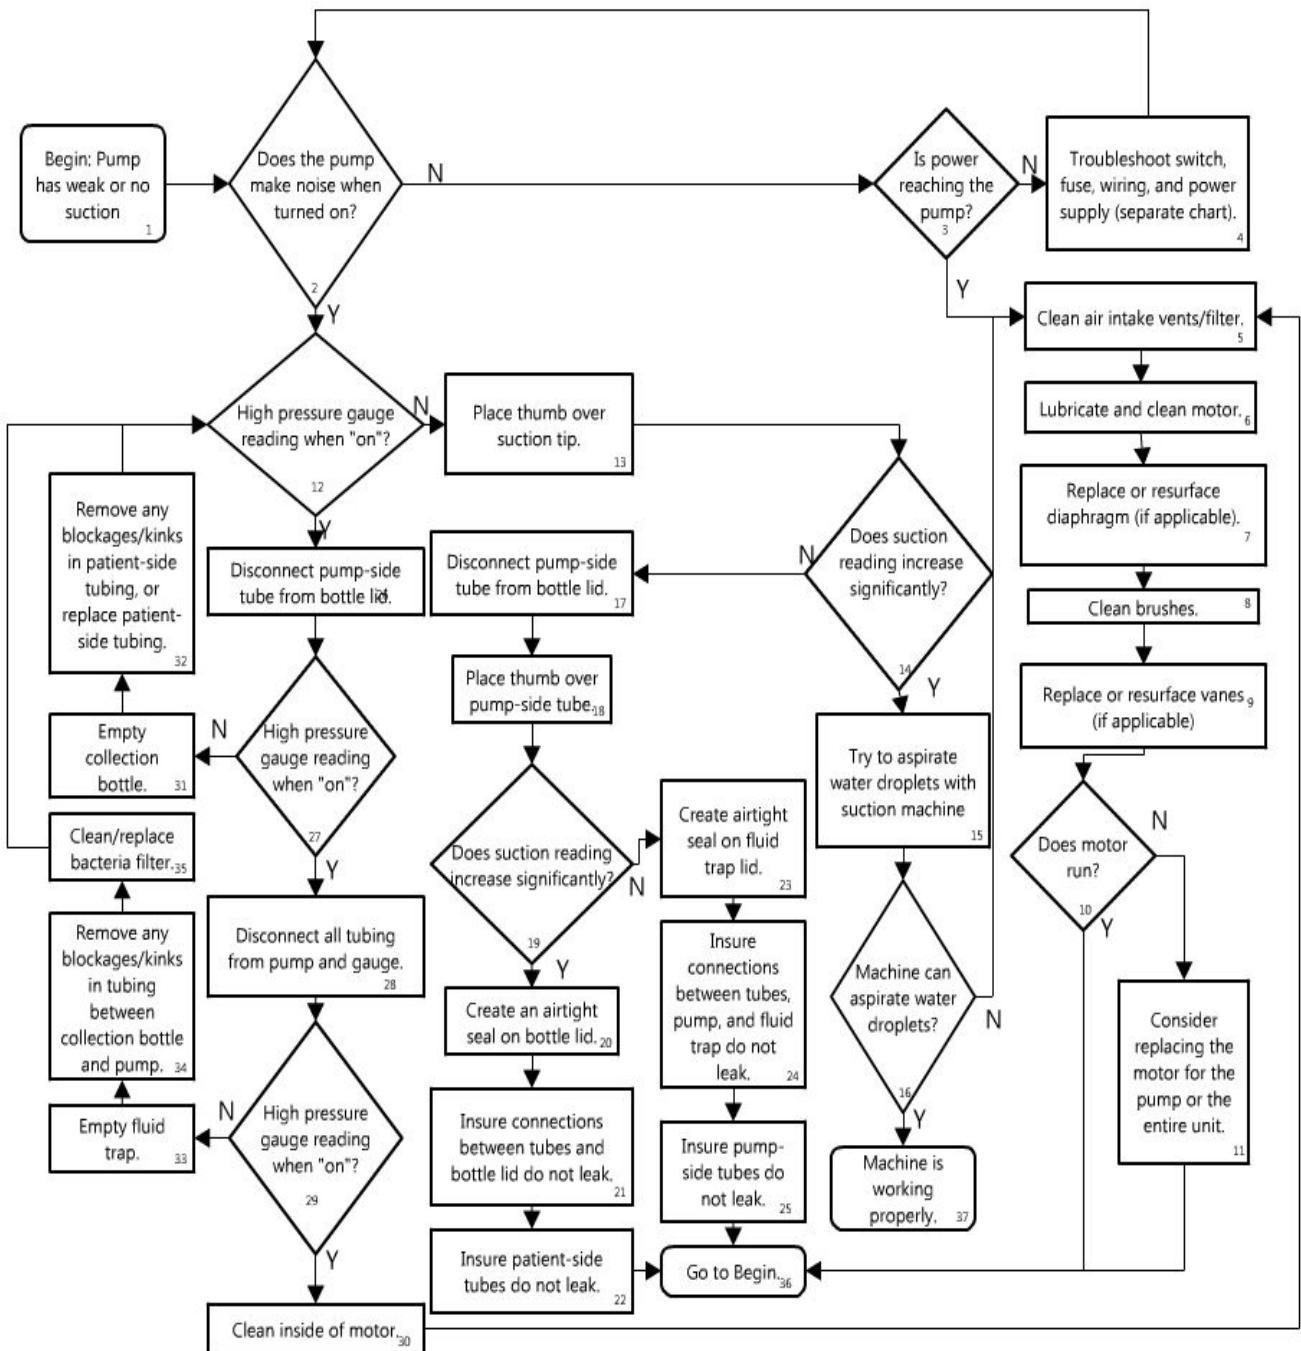 Begin: Pump
has weak or no
suction
1
Does the pump
make noise when
turned on?
2
N
Y
Is power
reaching the
pump?
3
N
Y
Troubleshoot switch,
fuse, wiring, and power
supply (separate chart).
4
Clean air intake vents/filter.
5
Lubricate and clean motor.
6
Replace or resurface
diaphragm (if applicable).
7
Clean brushes.
8
Replace or resurface vanes
(if applicable)
9
Does motor
run?
10
N
Y
Consider
replacing the
motor for the
pump or the
entire unit.
11
High pressure gauge
reading when "on"?
12
N
Y
Place thumb over
suction tip.
13
Does suction
reading increase
significantly?
14
N
Y
Try to aspirate
water droplets with
suction machine
15
Machine can
aspirate water
droplets?
16
N
Y
Machine is
working
properly.
37
Disconnect pump-side
tube from bottle lid.
17
Place thumb over
pump-side tube.
18
Does suction reading
increase significantly?
19
N
Y
Create an airtight
seal on bottle lid.
20
Insure connections
between tubes and
bottle lid do not leak.
21
Insure patient-side
tubes do not leak.
22
Create airtight
seal on fluid
trap lid.
23
Insure
connections
between tubes,
pump, and fluid
trap do not
leak.
24
Insure pump-
side tubes do
not leak.
25
Go to Begin.
36
Disconnect pump-side
tube from bottle lid.
26
High pressure
gauge reading
when "on"?
27
N
Y
Disconnect all tubing
from pump and gauge.
28
High pressure
gauge reading
when "on"?
29
N
Y
Clean inside of motor.
30
Empty
collection
bottle.
31
Remove any
blockages/kinks
in patient-side
tubing, or
replace patient-
side tubing.
32
Empty fluid
trap.
33
Remove any
blockages/kinks
in tubing
between
collection bottle
and pump.
34
Clean/replace
bacteria filter.
35